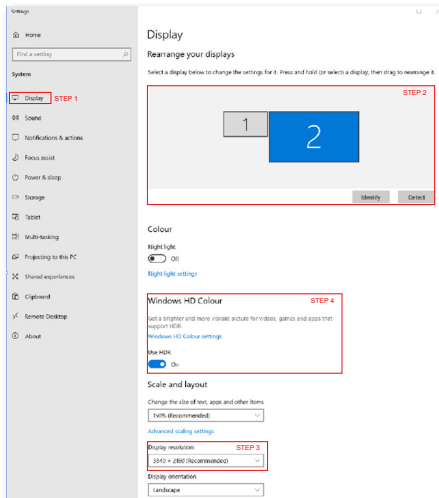 Settings
Home
Find a setting
System
Display
STEP 1
Sound
Notifications & actions
Focus assist
Power & sleep
Storage
Tablet
Multi-tasking
Projecting to this PC
Shared experiences
Clipboard
Remote Desktop
About
Display
Rearrange your displays
Select a display below to change the settings for it. Press and hold (or select) a display, then drag to rearrange it.
STEP 2
1
2
Identify
Detect
Colour
Night light
Off
Night light settings
Windows HD Colour
STEP 4
Get a brighter and more vibrant picture for videos, games and apps that
support HDR.
Windows HD Colour settings
Use HDR
On
Scale and layout
Change the size of text, apps and other items
150% (Recommended)
Advanced scaling settings
Display resolution
STEP 3
3840 × 2160 (Recommended)
Display orientation
Landscape